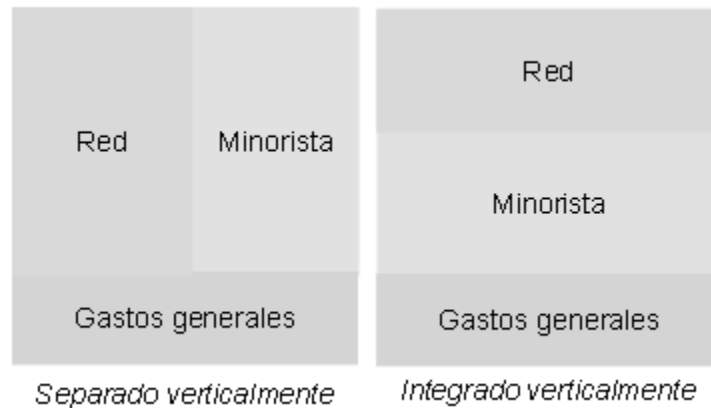 Red
Minorista
Gastos generales
Separado verticalmente
Red
Minorista
Gastos generales
Integrado verticalmente